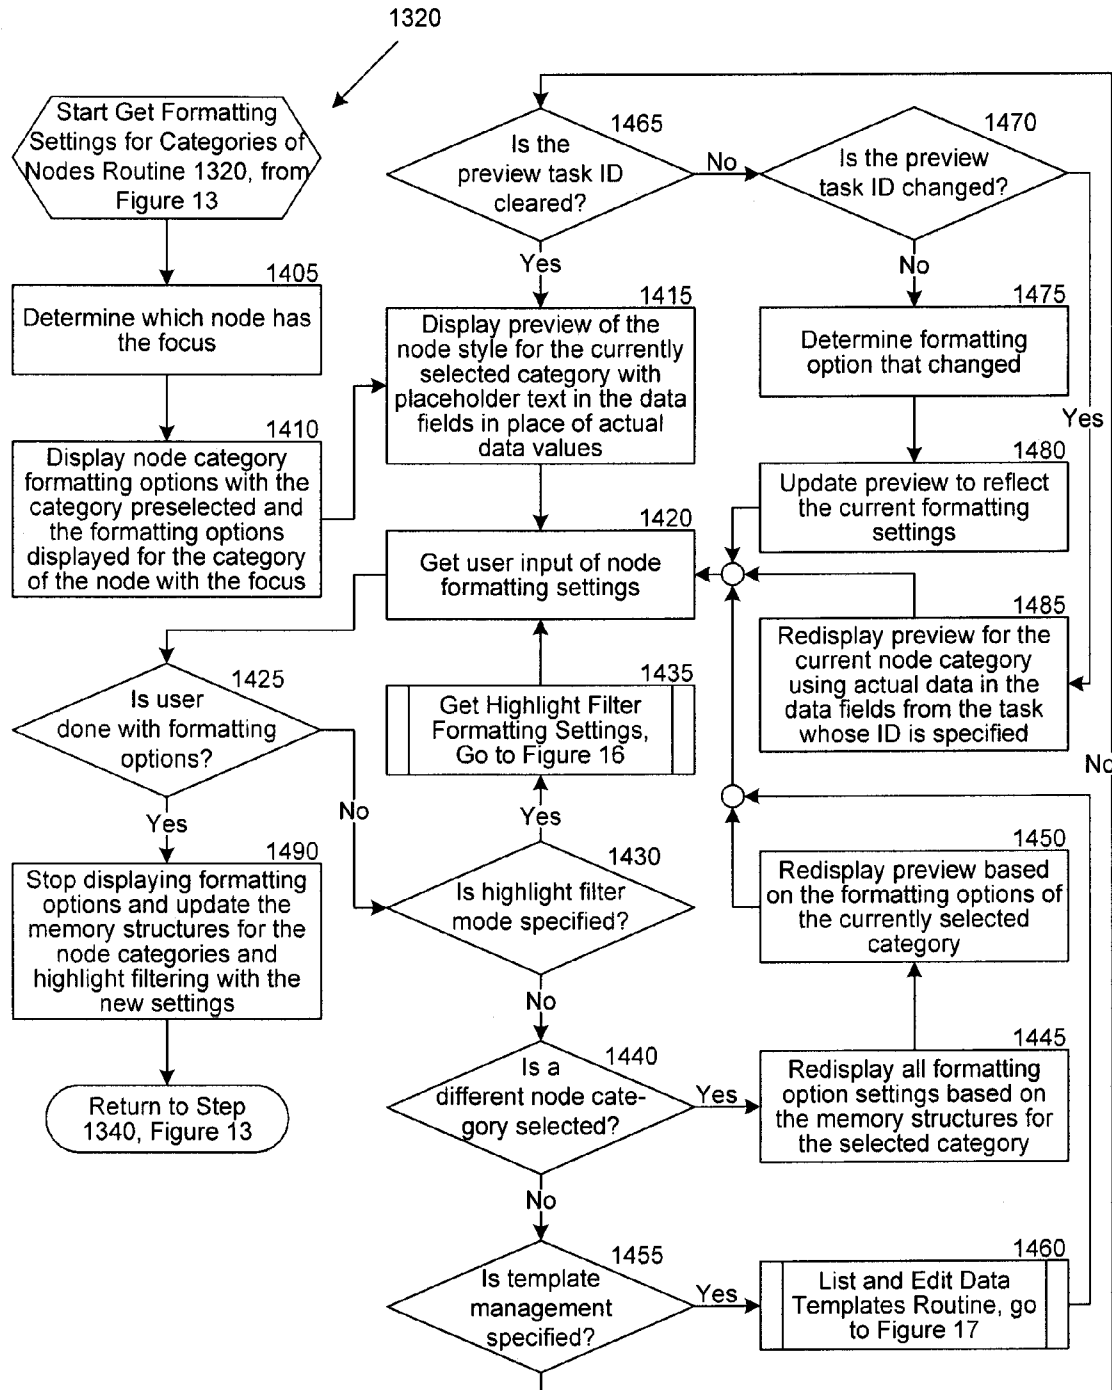 1320
Start Get Formatting
Settings for Categories of
Nodes Routine 1320, from
Figure 13
1405
Determine which node has
the focus
1410
Display node category
formatting options with the
category preselected and
the formatting options
displayed for the category
of the node with the focus
1465
Is the
preview task ID
cleared?
No
Yes
1470
Is the preview
task ID changed?
No
Yes
1415
Display preview of the
node style for the currently
selected category with
placeholder text in the data
fields in place of actual
data values
1475
Determine formatting
option that changed
1480
Update preview to reflect
the current formatting
settings
1420
Get user input of node
formatting settings
1485
Redisplay preview for the
current node category
using actual data in the
data fields from the task
whose ID is specified
1425
Is user
done with formatting
options?
No
Yes
1435
Get Highlight Filter
Formatting Settings,
Go to Figure 16
Yes
No
1490
Stop displaying formatting
options and update the
memory structures for the
node categories and
highlight filtering with the
new settings
1430
Is highlight filter
mode specified?
No
1450
Redisplay preview based
on the formatting options of
the currently selected
category
Return to Step
1340, Figure 13
1440
Is a
different node cate-
gory selected?
Yes
No
1445
Redisplay all formatting
option settings based on
the memory structures for
the selected category
1455
Is template
management
specified?
Yes
1460
List and Edit Data
Templates Routine, go
to Figure 17